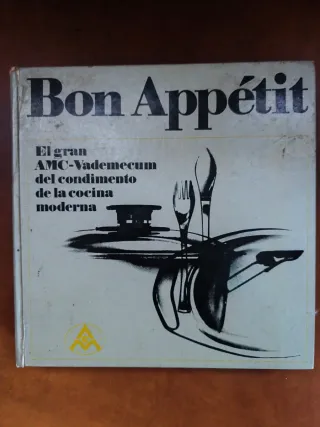 Bon Appétit
El gran
AMC-Vademecum
del condimento
de la cocina
moderna